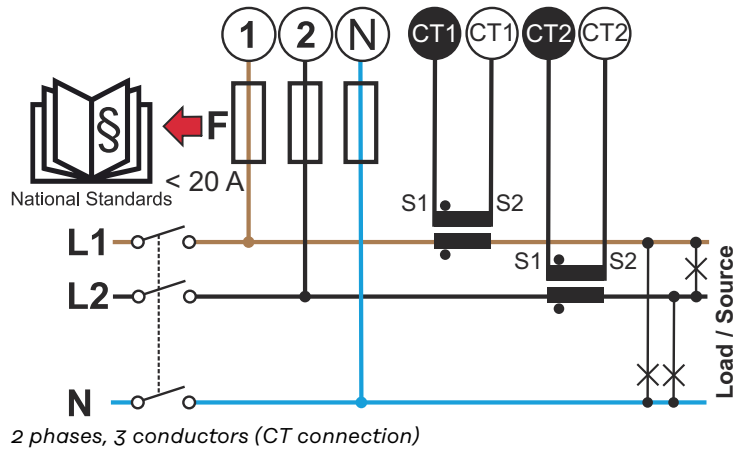 1 2 N CT1 CT1 CT2 CT2
§ F
< 20 A
National Standards
S1 S2
L1
S1 S2
L2
Load / Source
N
2 phases, 3 conductors (CT connection)